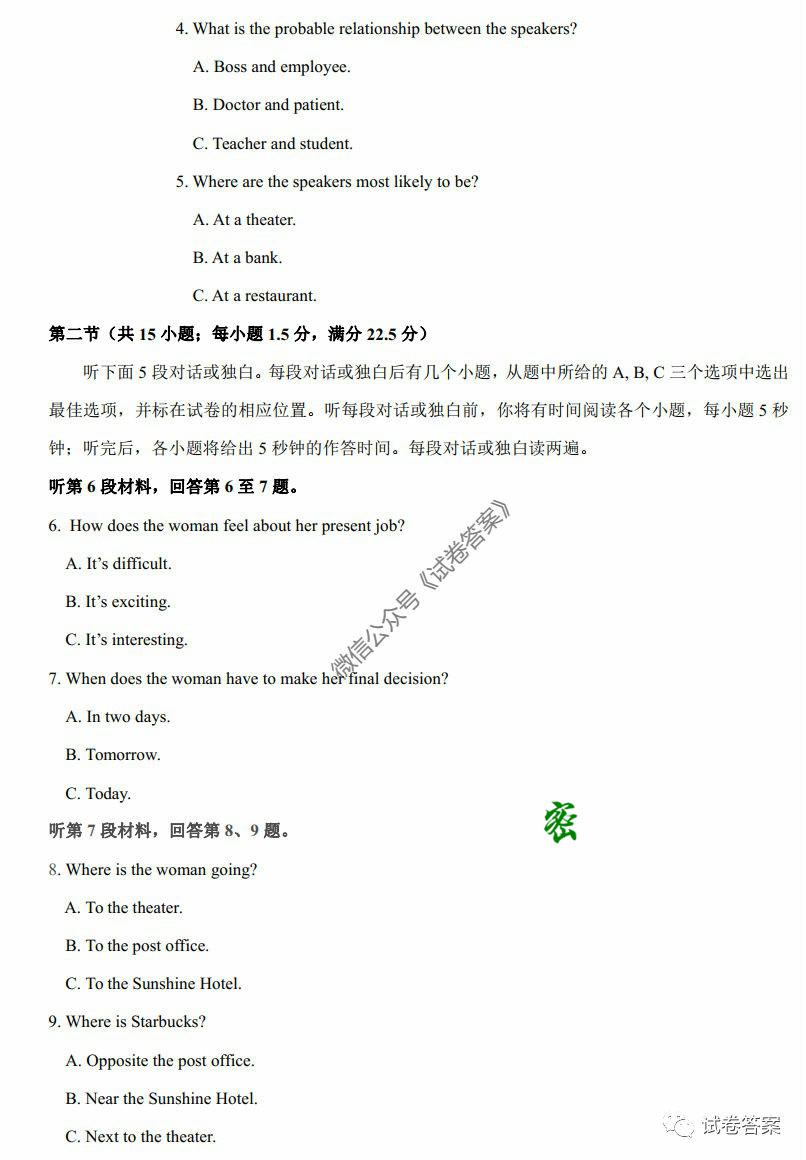 4. What is the probable relationship between the speakers?
A. Boss and employee.
B. Doctor and patient.
C. Teacher and student.
5. Where are the speakers most likely to be?
A. At a theater.
B. At a bank.
C. At a restaurant.
第二节（共 15 小题；每小题 1.5 分，满分 22.5 分）
听下面 5 段对话或独白。每段对话或独白后有几个小题，从题中所给的 A, B, C 三个选项中选出
最佳选项，并标在试卷的相应位置。听每段对话或独白前，你将有时间阅读各个小题，每小题 5 秒
钟；听完后，各小题将给出 5 秒钟的作答时间。每段对话或独白读两遍。
听第 6 段材料，回答第 6 至 7 题。
6. How does the woman feel about her present job?
A. It’s difficult.
B. It’s exciting.
C. It’s interesting.
微信公众号《试卷答案》
7. When does the woman have to make her final decision?
A. In two days.
B. Tomorrow.
C. Today.
密
听第 7 段材料，回答第 8、9 题。
8. Where is the woman going?
A. To the theater.
B. To the post office.
C. To the Sunshine Hotel.
9. Where is Starbucks?
A. Opposite the post office.
B. Near the Sunshine Hotel.
C. Next to the theater.
试卷答案